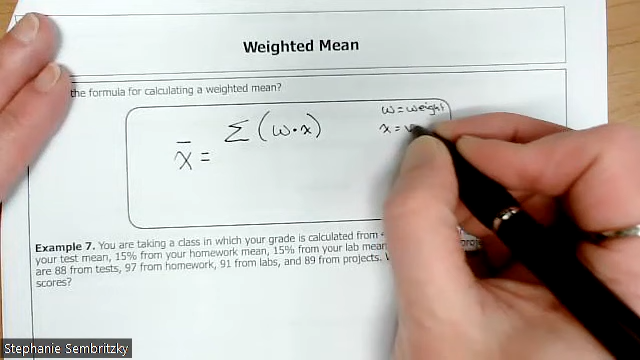 Weighted Mean
the formula for calculating a weighted mean?
w = weight
x̄ = Σ (w·x)
x =
Example 7. You are taking a class in which your grade is calculated from
your test mean, 15% from your homework mean, 15% from your lab mean
are 88 from tests, 97 from homework, 91 from labs, and 89 from projects.
scores?
Stephanie Sembritzky